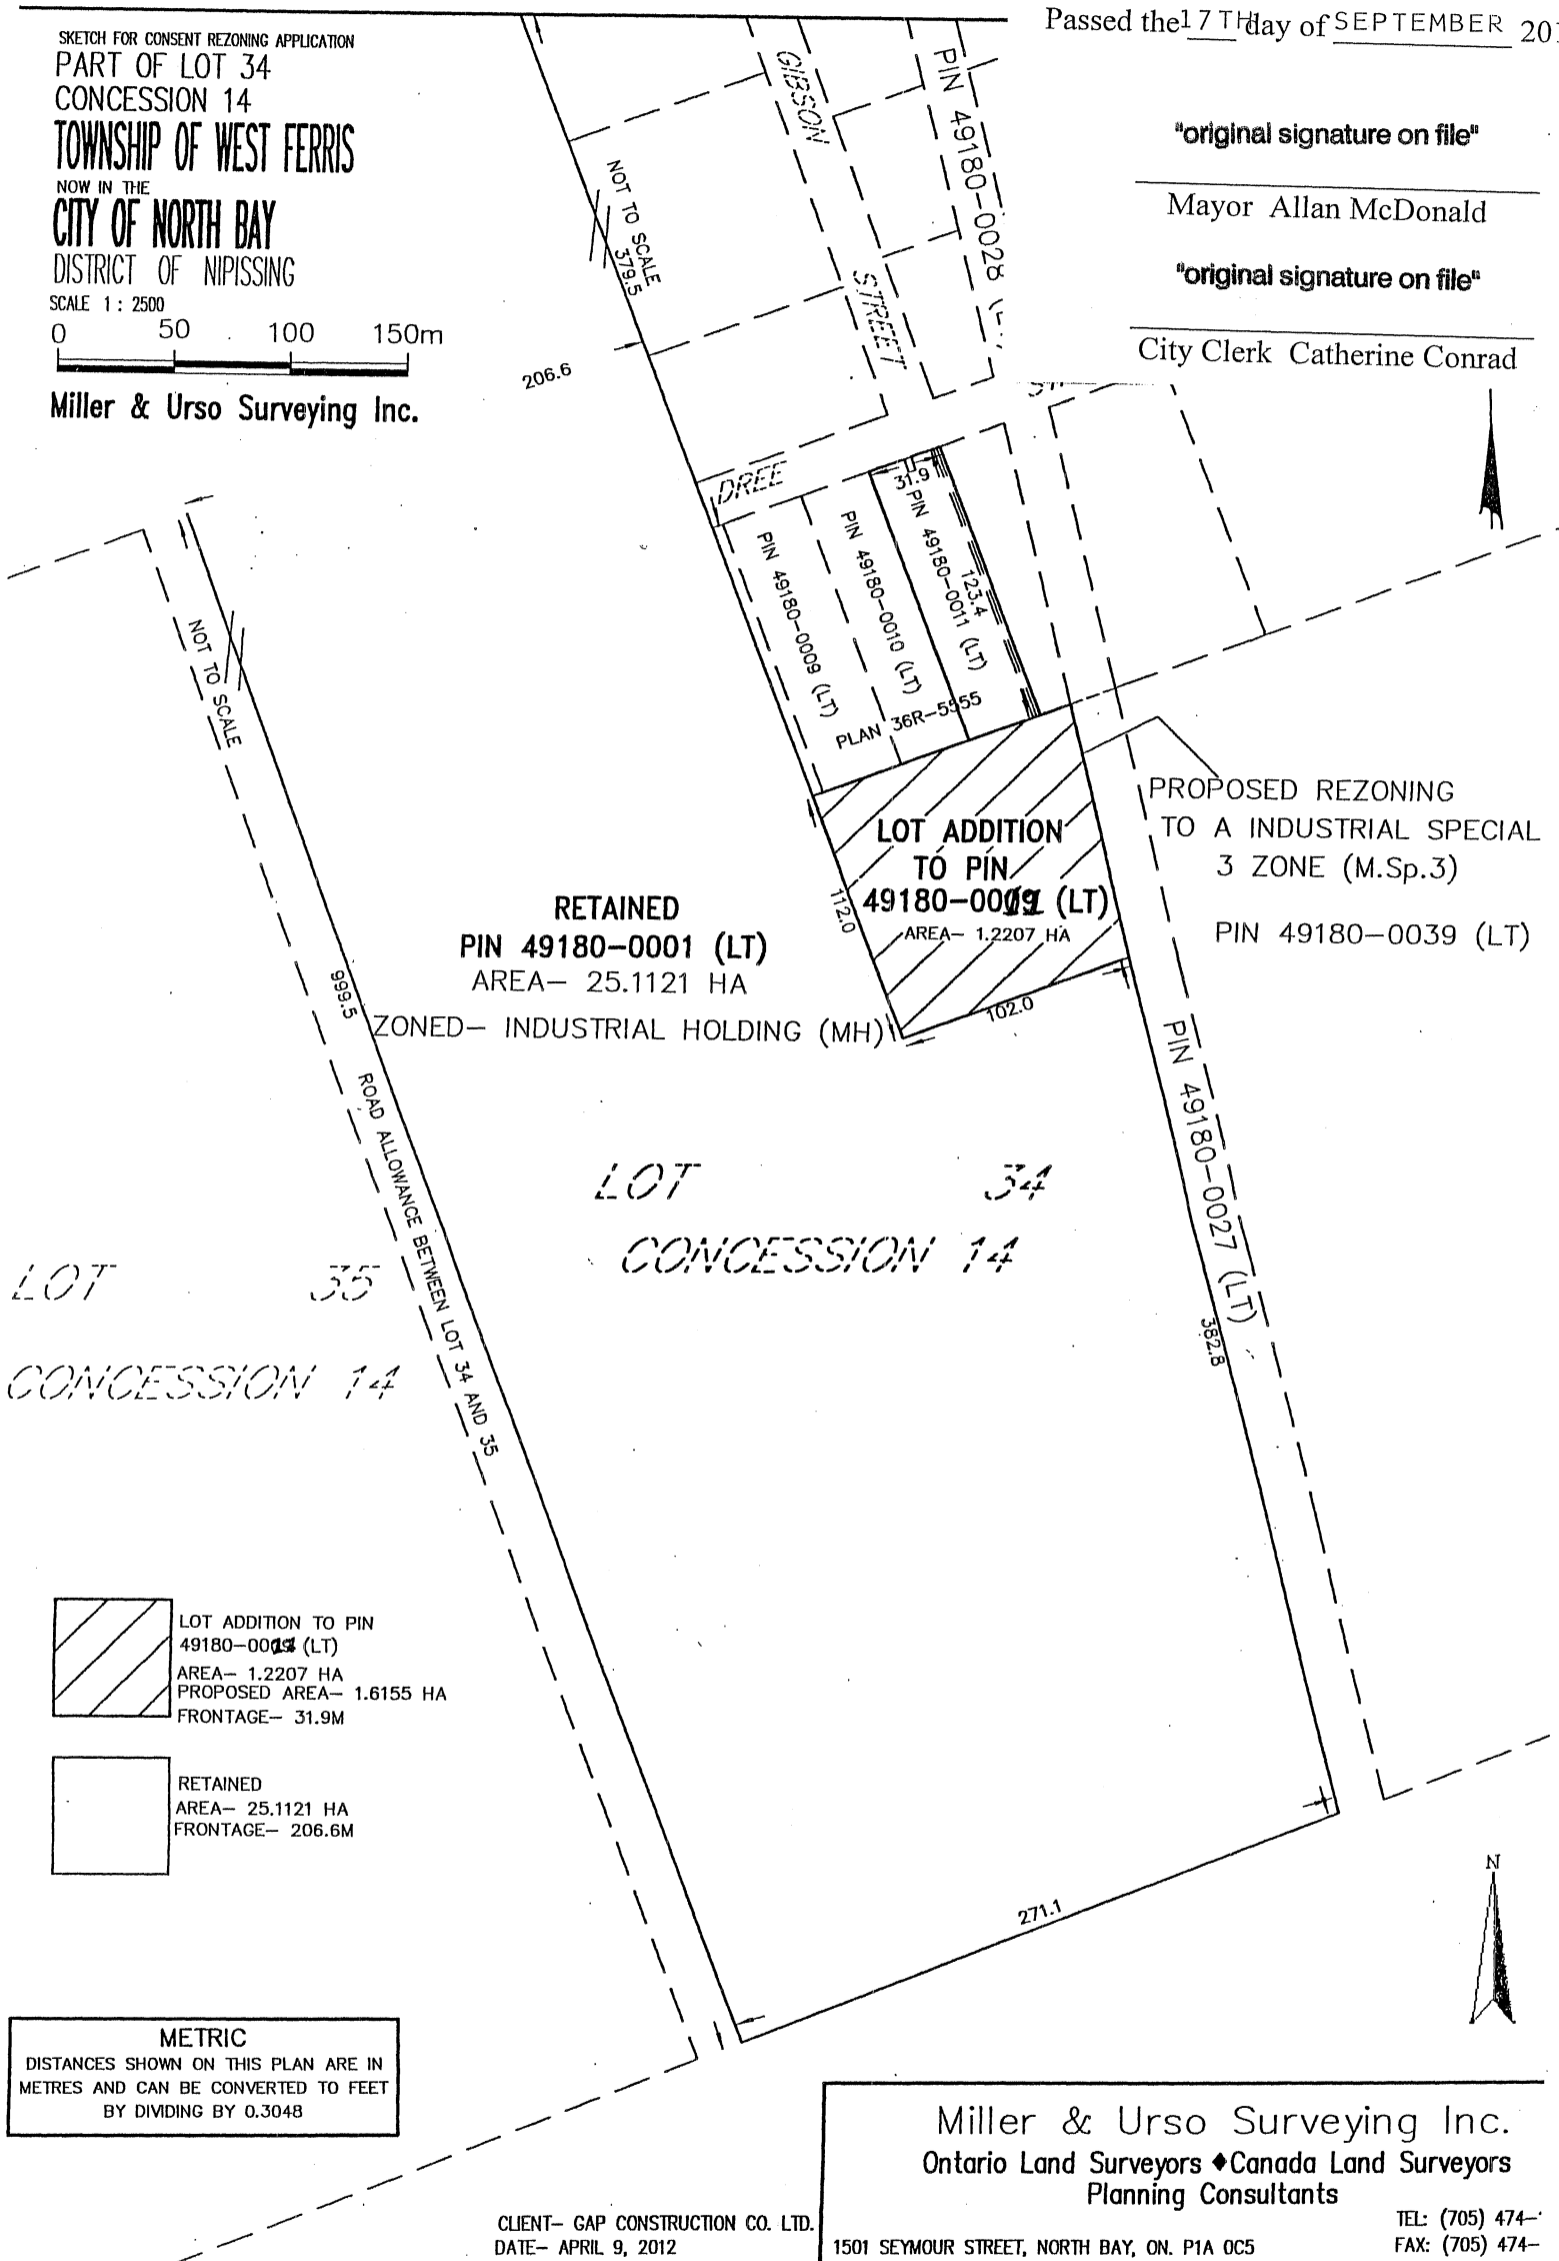 SKETCH FOR CONSENT REZONING APPLICATION
PART OF LOT 34
CONCESSION 14
TOWNSHIP OF WEST FERRIS
NOW IN THE
CITY OF NORTH BAY
DISTRICT OF NIPISSING
SCALE 1 : 2500
0 50 100 150m
Miller & Urso Surveying Inc.
Passed the 17TH day of SEPTEMBER 201
"original signature on file"
Mayor Allan McDonald
"original signature on file"
City Clerk Catherine Conrad
GIBSON
STREET
PIN 49180-0028
NOT TO SCALE
379.5
206.6
DREE
31.9
PIN 49180-0009 (LT)
PIN 49180-0010 (LT)
PIN 49180-0011 (LT)
123.4
PLAN 36R-5555
NOT TO SCALE
LOT ADDITION
TO PIN
49180-0011 (LT)
AREA- 1.2207 HA
112.0
102.0
PROPOSED REZONING
TO A INDUSTRIAL SPECIAL
3 ZONE (M.Sp.3)
PIN 49180-0039 (LT)
RETAINED
PIN 49180-0001 (LT)
AREA- 25.1121 HA
ZONED- INDUSTRIAL HOLDING (MH)
999.5
ROAD ALLOWANCE BETWEEN LOT 34 AND 35
PIN 49180-0027 (LT)
382.8
LOT 34
CONCESSION 14
LOT 35
CONCESSION 14
LOT ADDITION TO PIN
49180-0011 (LT)
AREA- 1.2207 HA
PROPOSED AREA- 1.6155 HA
FRONTAGE- 31.9M
RETAINED
AREA- 25.1121 HA
FRONTAGE- 206.6M
271.1
N
METRIC
DISTANCES SHOWN ON THIS PLAN ARE IN
METRES AND CAN BE CONVERTED TO FEET
BY DIVIDING BY 0.3048
CLIENT- GAP CONSTRUCTION CO. LTD.
DATE- APRIL 9, 2012
Miller & Urso Surveying Inc.
Ontario Land Surveyors ♦ Canada Land Surveyors
Planning Consultants
1501 SEYMOUR STREET, NORTH BAY, ON. P1A 0C5
TEL: (705) 474-
FAX: (705) 474-